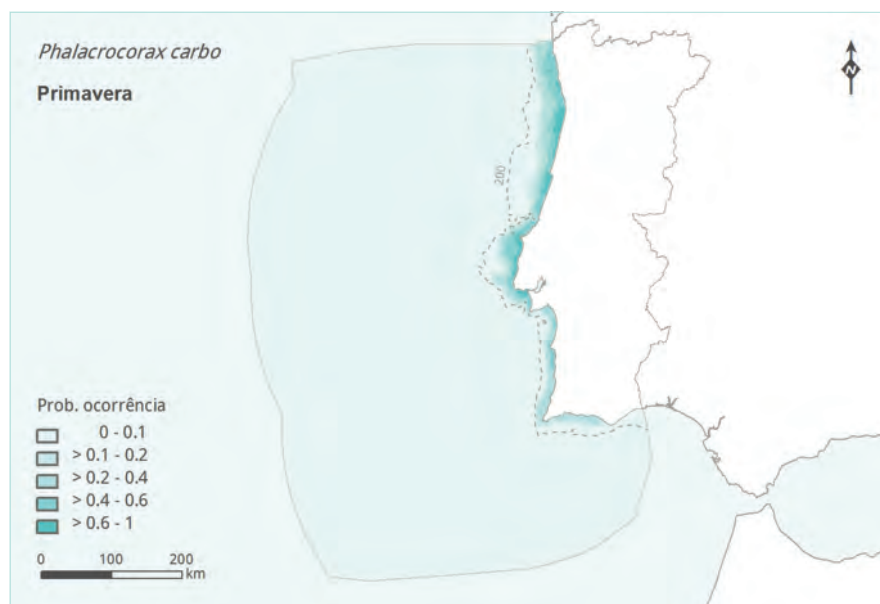 Phalacrocorax carbo
Primavera
N
200
Prob. ocorrência
0 - 0.1
> 0.1 - 0.2
> 0.2 - 0.4
> 0.4 - 0.6
> 0.6 - 1
0 100 200
km